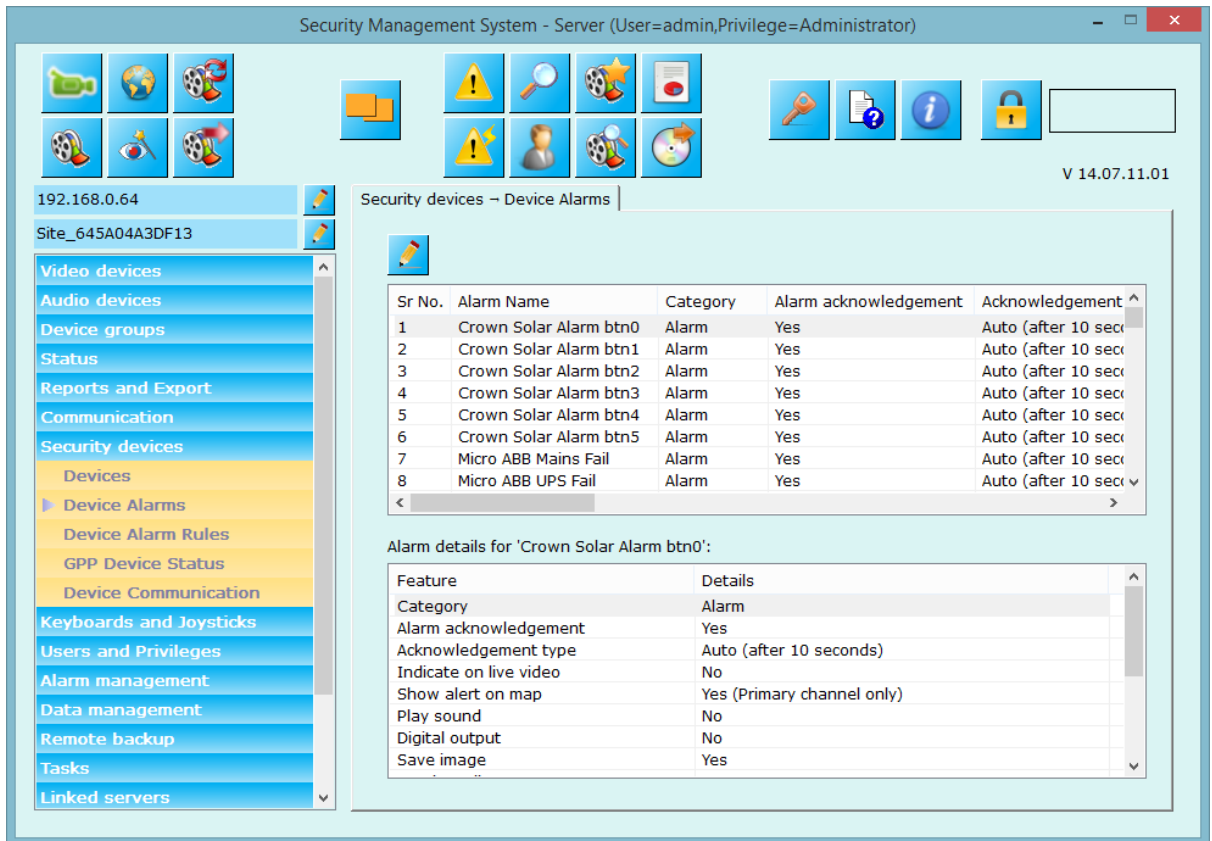 Security Management System - Server (User=admin,Privilege=Administrator)
V 14.07.11.01
192.168.0.64
Site_645A04A3DF13
Video devices
Audio devices
Device groups
Status
Reports and Export
Communication
Security devices
Devices
Device Alarms
Device Alarm Rules
GPP Device Status
Device Communication
Keyboards and Joysticks
Users and Privileges
Alarm management
Data management
Remote backup
Tasks
Linked servers
Security devices → Device Alarms
Sr No. Alarm Name Category Alarm acknowledgement Acknowledgement
1 Crown Solar Alarm btn0 Alarm Yes Auto (after 10 seco
2 Crown Solar Alarm btn1 Alarm Yes Auto (after 10 seco
3 Crown Solar Alarm btn2 Alarm Yes Auto (after 10 seco
4 Crown Solar Alarm btn3 Alarm Yes Auto (after 10 seco
5 Crown Solar Alarm btn4 Alarm Yes Auto (after 10 seco
6 Crown Solar Alarm btn5 Alarm Yes Auto (after 10 seco
7 Micro ABB Mains Fail Alarm Yes Auto (after 10 seco
8 Micro ABB UPS Fail Alarm Yes Auto (after 10 seco
Alarm details for 'Crown Solar Alarm btn0':
Feature Details
Category Alarm
Alarm acknowledgement Yes
Acknowledgement type Auto (after 10 seconds)
Indicate on live video No
Show alert on map Yes (Primary channel only)
Play sound No
Digital output No
Save image Yes